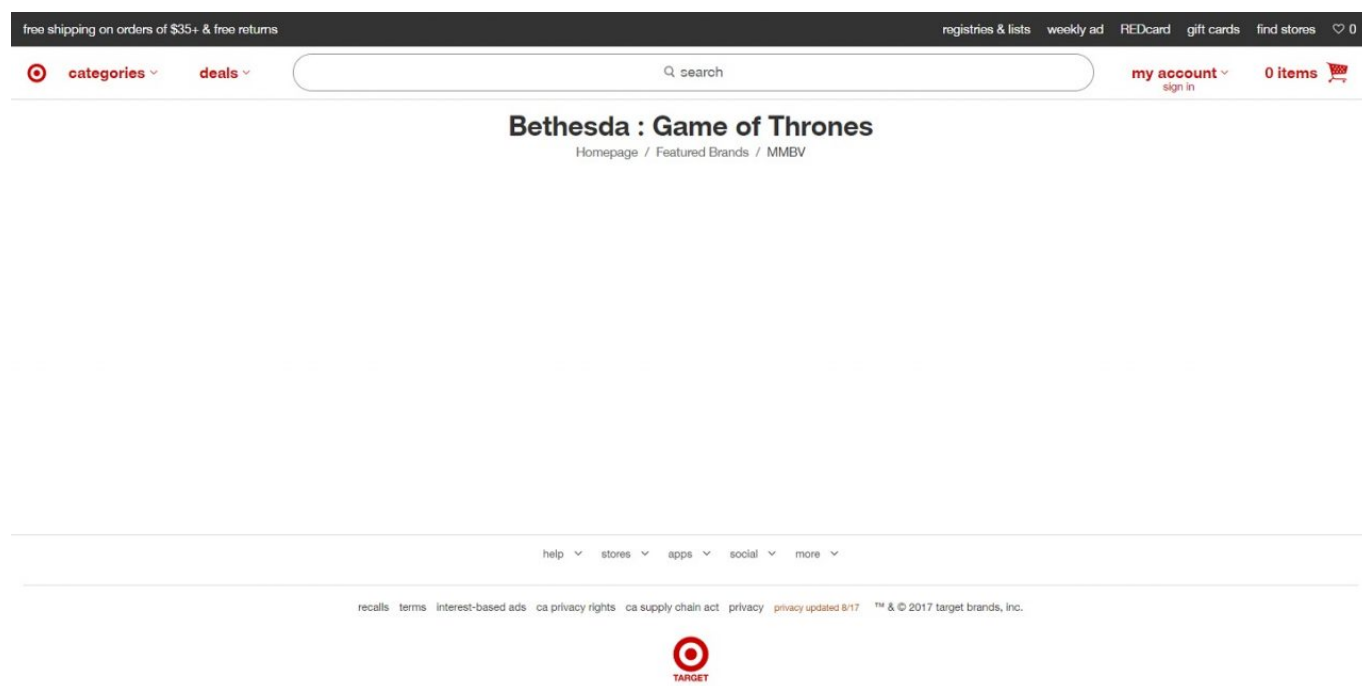 free shipping on orders of $35+ & free returns registries & lists weekly ad REDcard gift cards find stores 0
categories deals search my account 0 items
sign in
Bethesda : Game of Thrones
Homepage / Featured Brands / MMBV
help stores apps social more
recalls terms interest-based ads ca privacy rights ca supply chain act privacy privacy updated 8/17 ™ & © 2017 target brands, inc.
TARGET